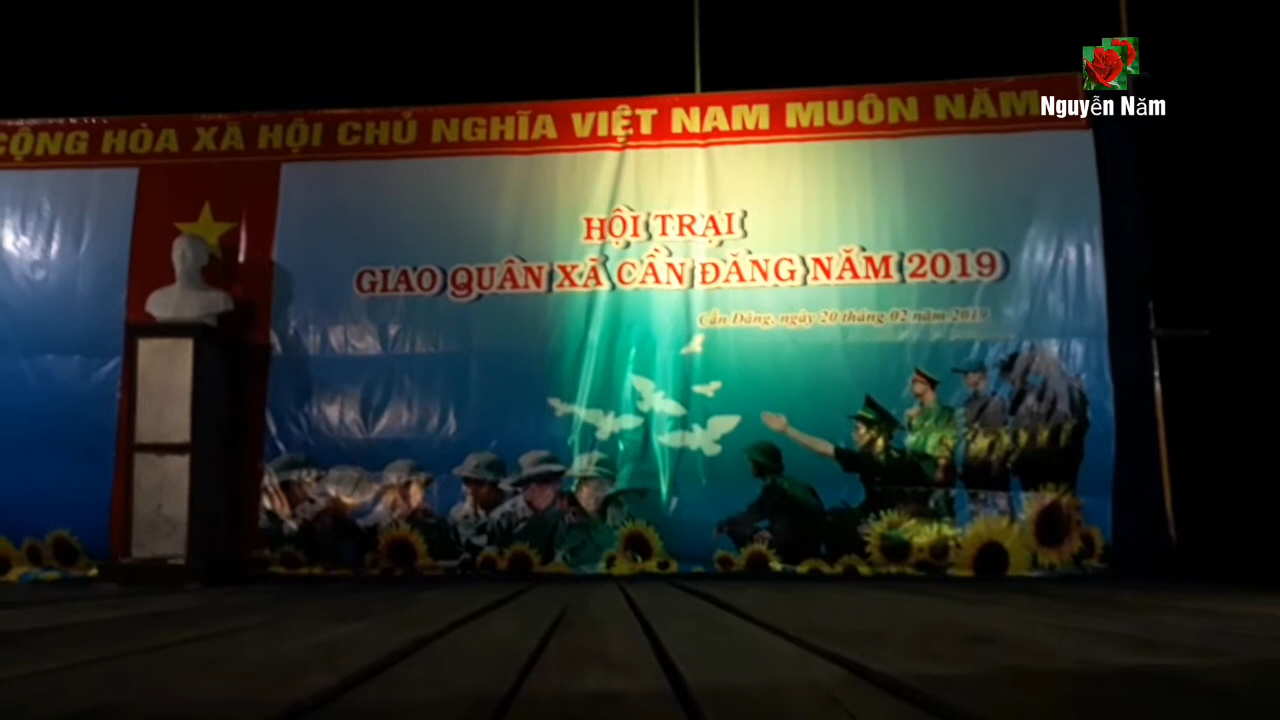 Nguyễn Năm
CỘNG HÒA XÃ HỘI CHỦ NGHĨA VIỆT NAM MUÔN NĂM
HỘI TRẠI
GIAO QUÂN XÃ CẦN ĐĂNG NĂM 2019
Cần Đăng, ngày 20 tháng 02 năm 2019